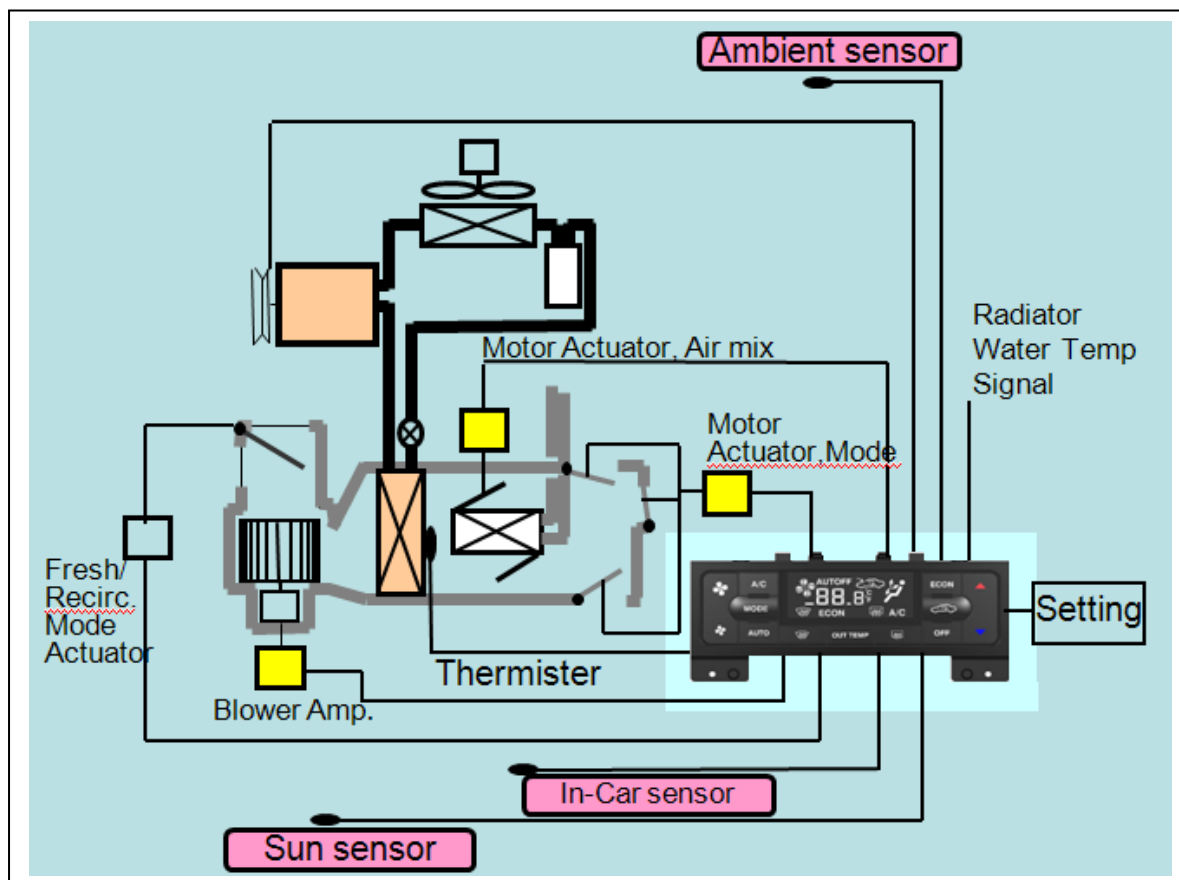 Ambient sensor
Radiator
Water Temp
Signal
Motor Actuator, Air mix
Motor
Actuator,Mode
Fresh/
Recirc.
Mode
Actuator
A/C
AUTOFF
ECON
MODE
-88.8°C
°F
ECON
A/C
AUTO
OUT TEMP
OFF
Setting
Thermister
Blower Amp.
In-Car sensor
Sun sensor